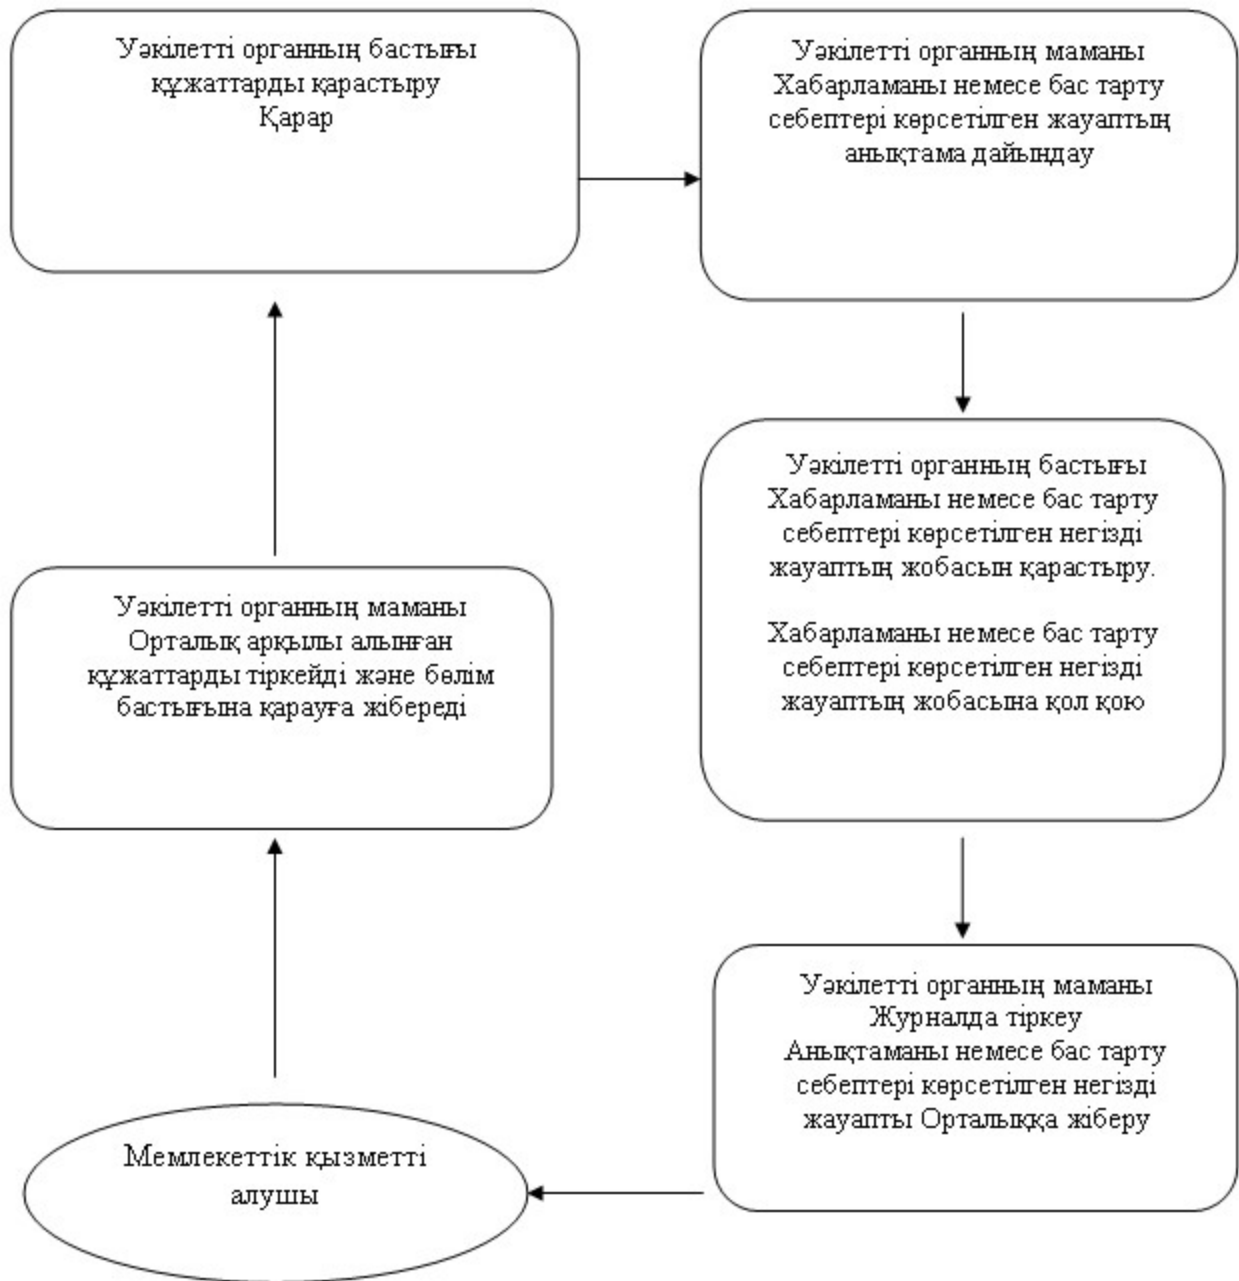 Уәкілетті органның бастығы
құжаттарды қарастыру
Қарар
Уәкілетті органның маманы
Хабарламаны немесе бас тарту
себептері көрсетілген жауаптың
анықтама дайындау
Уәкілетті органның бастығы
Хабарламаны немесе бас тарту
себептері көрсетілген негізді
жауаптың жобасын қарастыру.
Хабарламаны немесе бас тарту
себептері көрсетілген негізді
жауаптың жобасына қол қою
Уәкілетті органның маманы
Орталық арқылы алынған
құжаттарды тіркейді және бөлім
бастығына қарауға жібереді
Уәкілетті органның маманы
Журналда тіркеу
Анықтаманы немесе бас тарту
себептері көрсетілген негізді
жауапты Орталыққа жіберу
Мемлекеттік қызметті
алушы